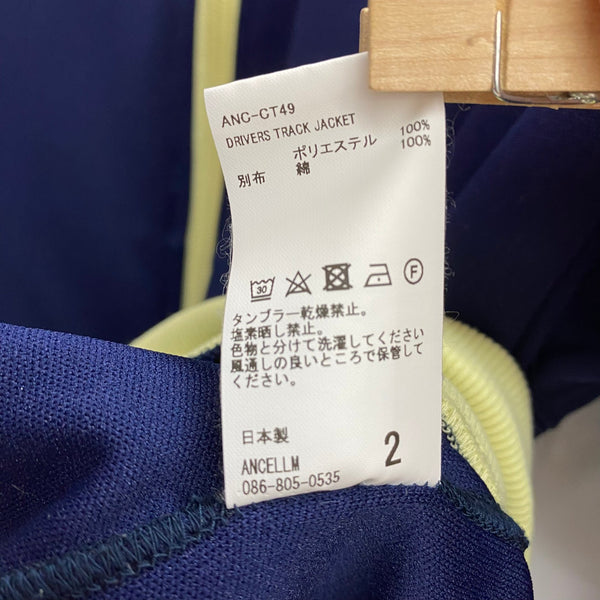 ANC-CT49
DRIVERS TRACK JACKET
ポリエステル 100%
別布 綿 100%
30 F
タンブラー乾燥禁止。
塩素晒し禁止。
色物と分けて洗濯してください
風通しの良いところで保管して
ください。
日本製
ANCELLM
086-805-0535
2